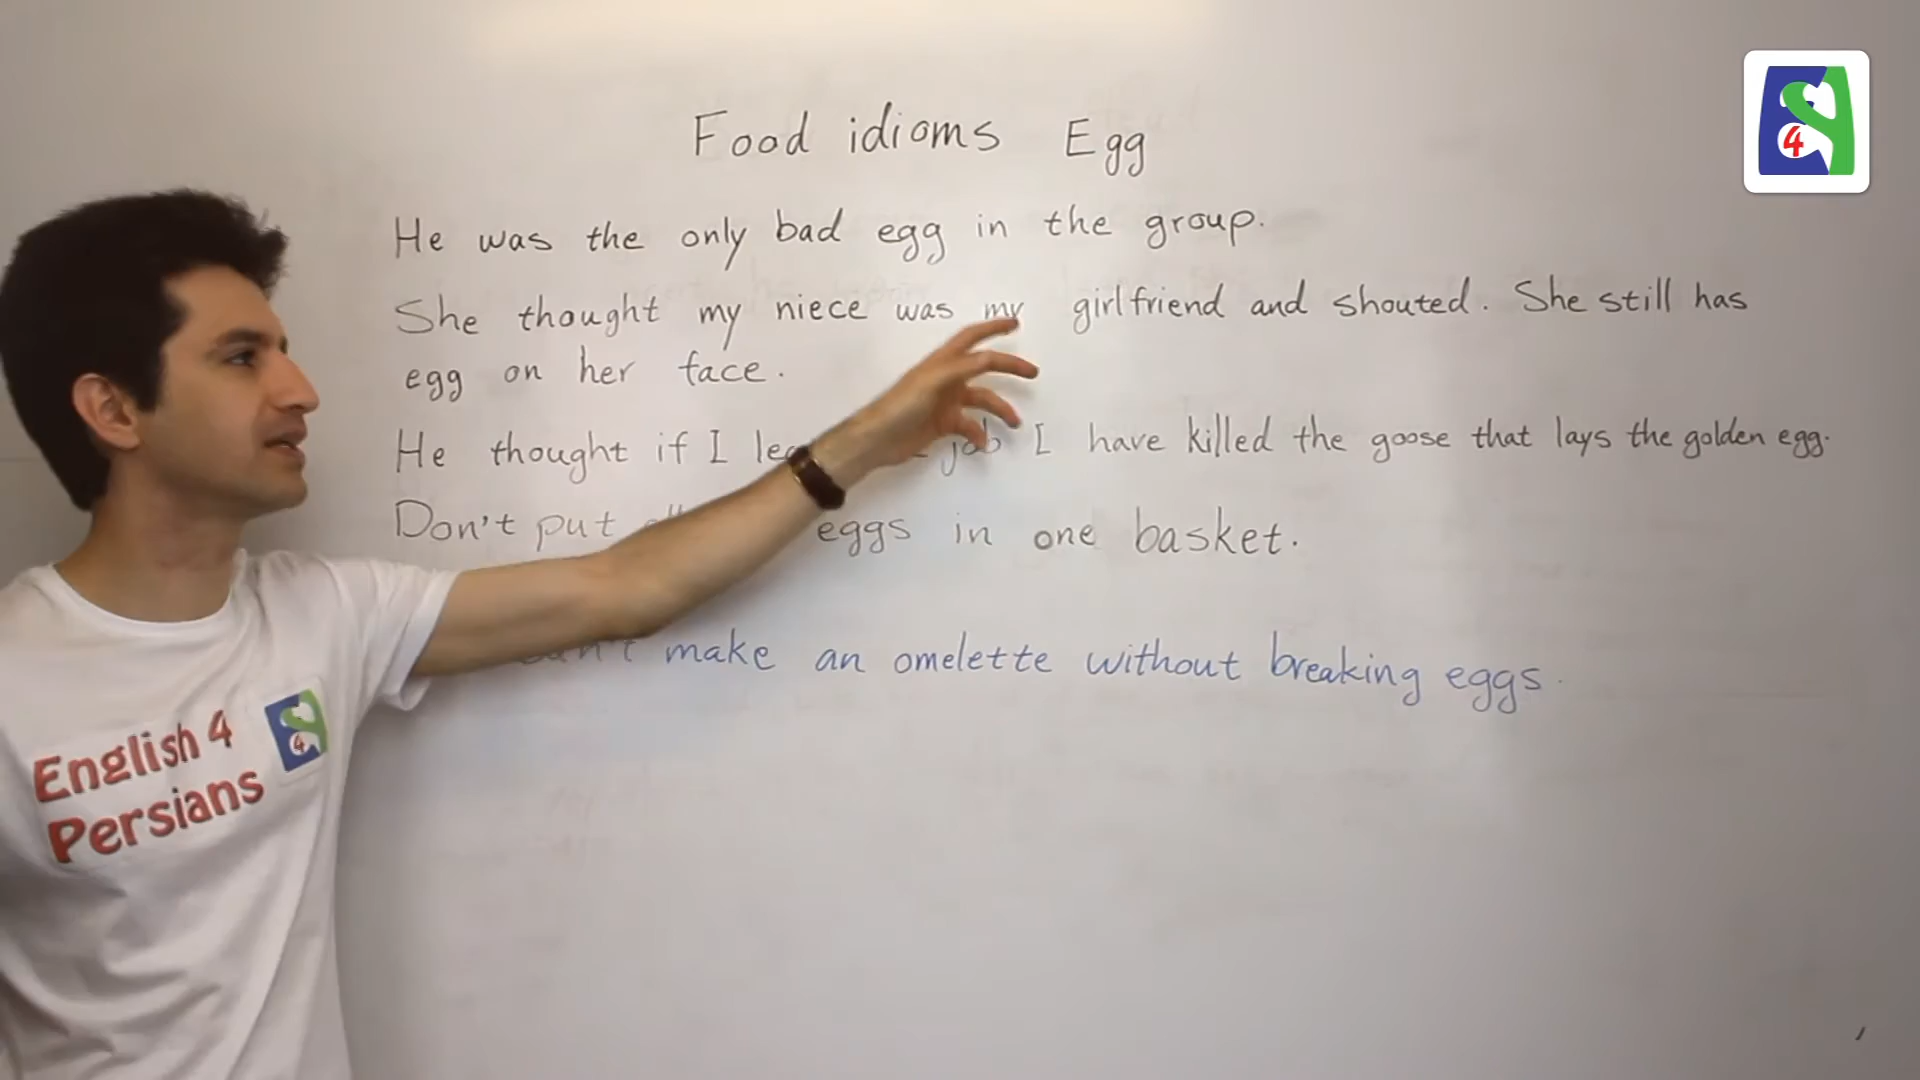 Food idioms Egg
He was the only bad egg in the group.
She thought my niece was my girlfriend and shouted. She still has
egg on her face.
He thought if I job I have killed the goose that lays the golden egg.
Don't put eggs in one basket.
can't make an omelette without breaking eggs.
English 4
Persians
4
4